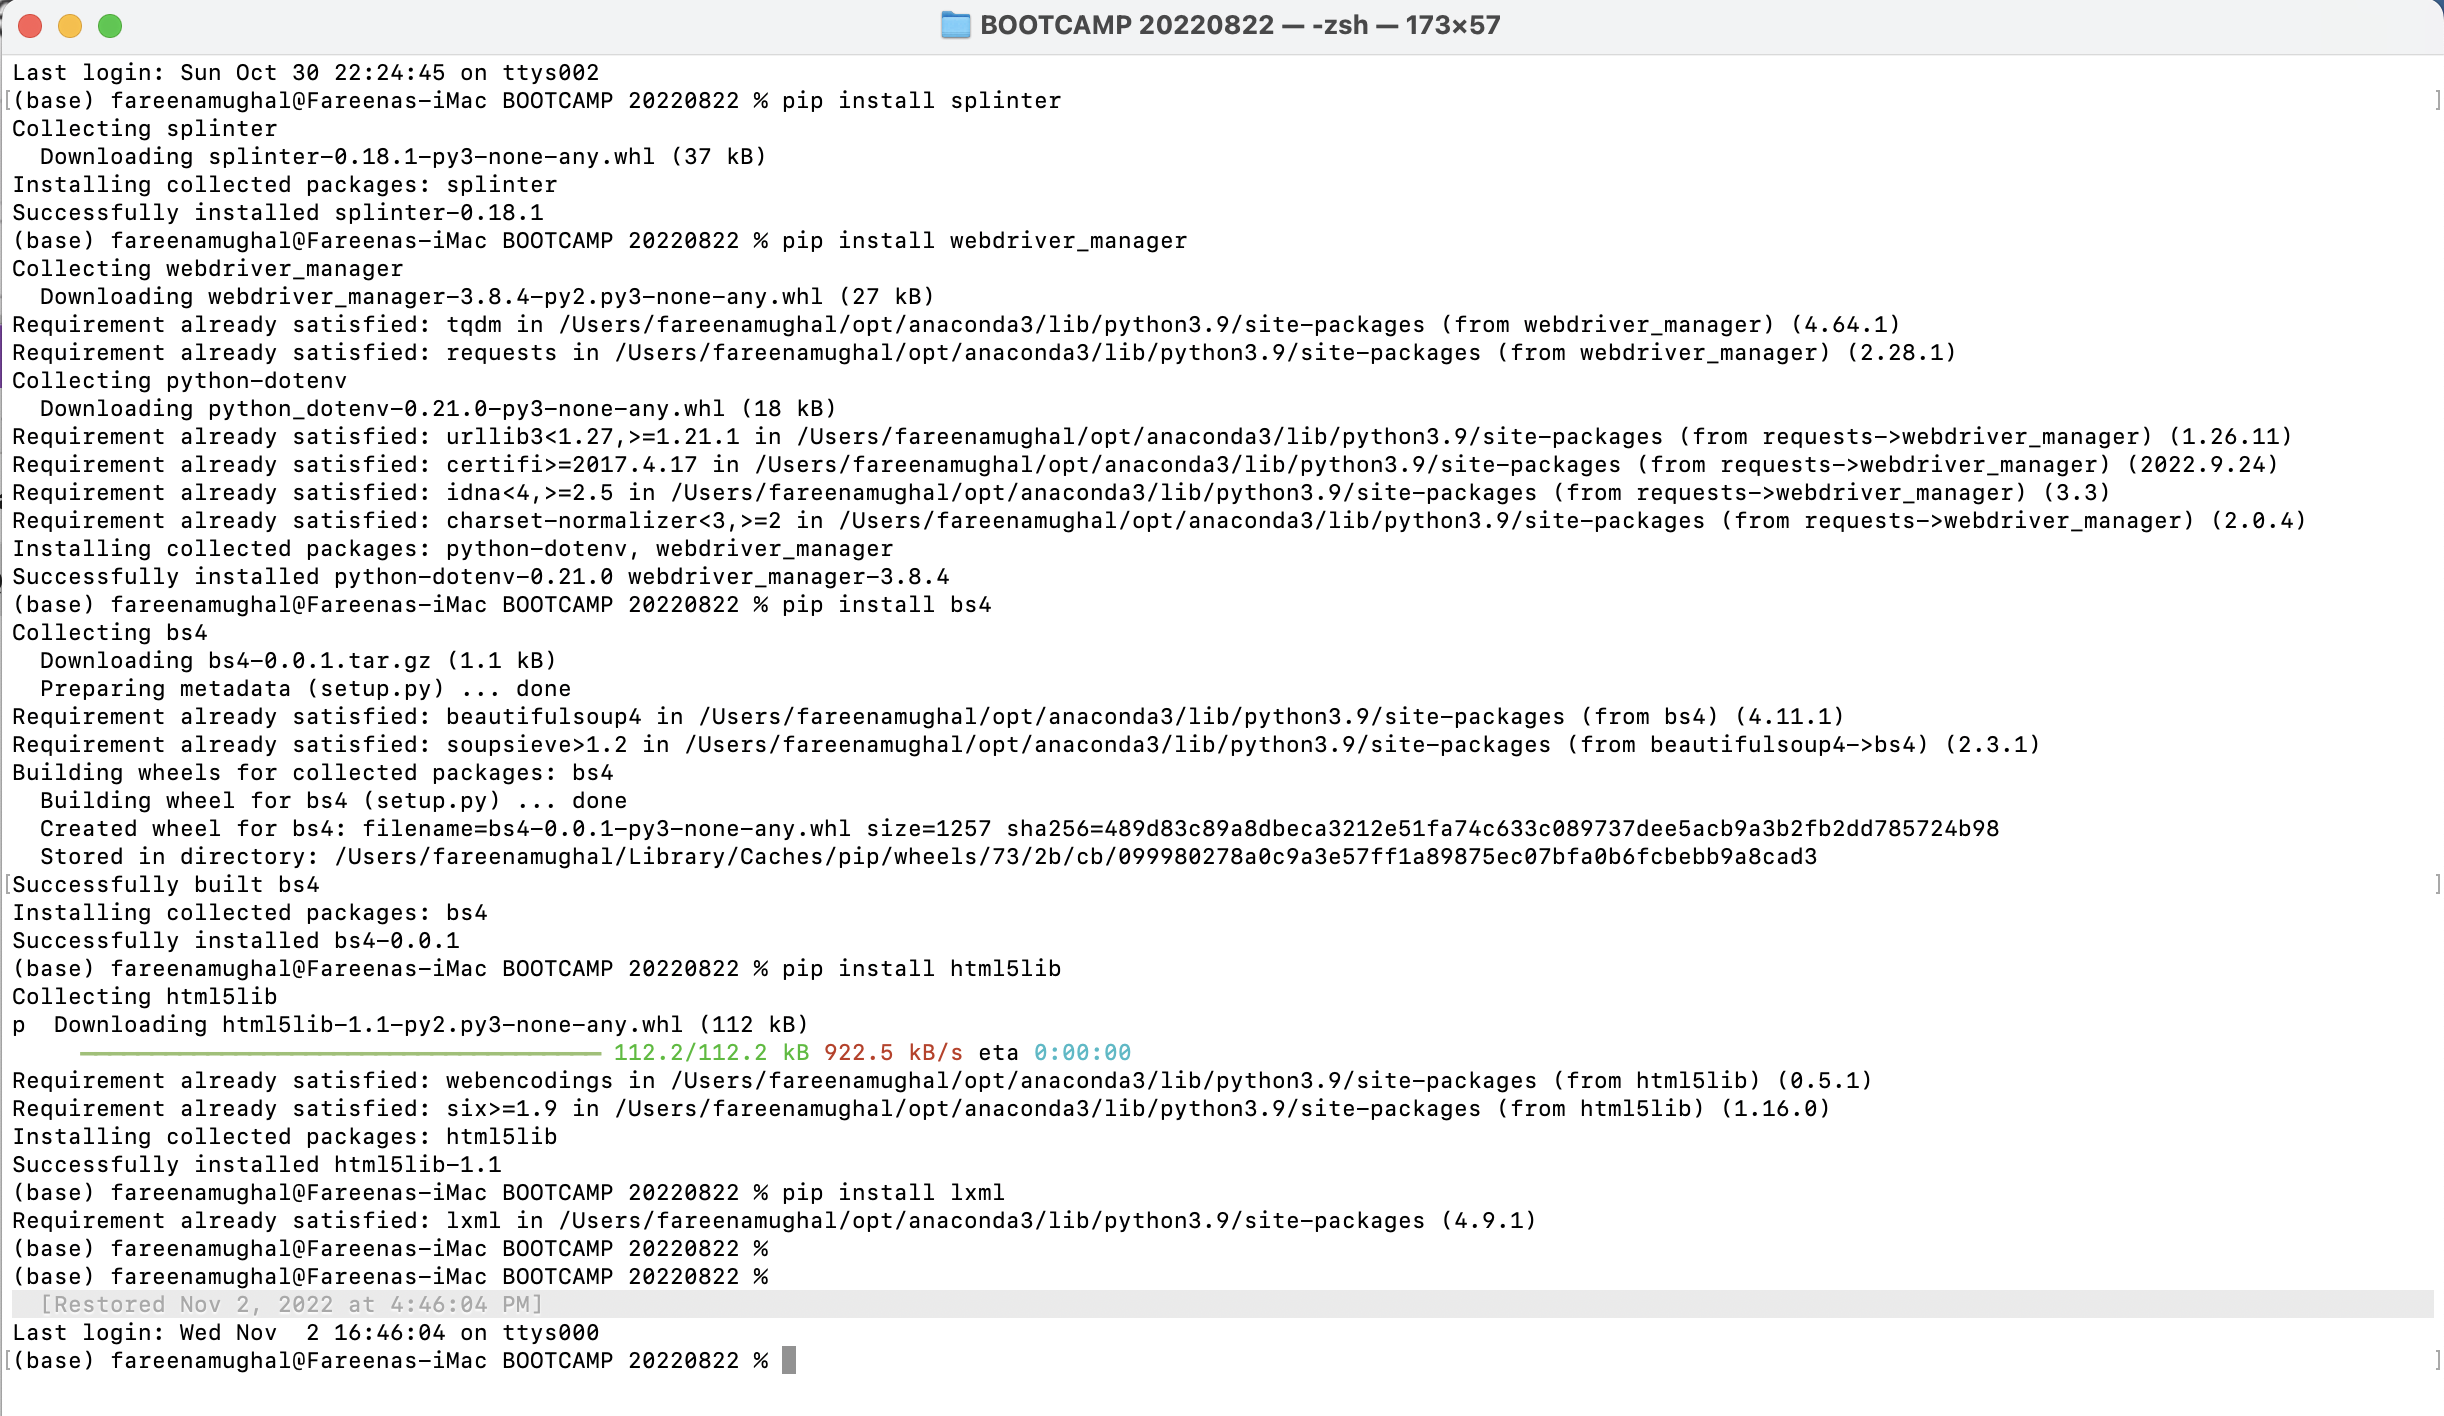 BOOTCAMP 20220822 — -zsh — 173×57
Last login: Sun Oct 30 22:24:45 on ttys002
[(base) fareenamughal@Fareenas-iMac BOOTCAMP 20220822 % pip install splinter ]
Collecting splinter
  Downloading splinter-0.18.1-py3-none-any.whl (37 kB)
Installing collected packages: splinter
Successfully installed splinter-0.18.1
(base) fareenamughal@Fareenas-iMac BOOTCAMP 20220822 % pip install webdriver_manager
Collecting webdriver_manager
  Downloading webdriver_manager-3.8.4-py2.py3-none-any.whl (27 kB)
Requirement already satisfied: tqdm in /Users/fareenamughal/opt/anaconda3/lib/python3.9/site-packages (from webdriver_manager) (4.64.1)
Requirement already satisfied: requests in /Users/fareenamughal/opt/anaconda3/lib/python3.9/site-packages (from webdriver_manager) (2.28.1)
Collecting python-dotenv
  Downloading python_dotenv-0.21.0-py3-none-any.whl (18 kB)
Requirement already satisfied: urllib3<1.27,>=1.21.1 in /Users/fareenamughal/opt/anaconda3/lib/python3.9/site-packages (from requests->webdriver_manager) (1.26.11)
Requirement already satisfied: certifi>=2017.4.17 in /Users/fareenamughal/opt/anaconda3/lib/python3.9/site-packages (from requests->webdriver_manager) (2022.9.24)
Requirement already satisfied: idna<4,>=2.5 in /Users/fareenamughal/opt/anaconda3/lib/python3.9/site-packages (from requests->webdriver_manager) (3.3)
Requirement already satisfied: charset-normalizer<3,>=2 in /Users/fareenamughal/opt/anaconda3/lib/python3.9/site-packages (from requests->webdriver_manager) (2.0.4)
Installing collected packages: python-dotenv, webdriver_manager
Successfully installed python-dotenv-0.21.0 webdriver_manager-3.8.4
(base) fareenamughal@Fareenas-iMac BOOTCAMP 20220822 % pip install bs4
Collecting bs4
  Downloading bs4-0.0.1.tar.gz (1.1 kB)
  Preparing metadata (setup.py) ... done
Requirement already satisfied: beautifulsoup4 in /Users/fareenamughal/opt/anaconda3/lib/python3.9/site-packages (from bs4) (4.11.1)
Requirement already satisfied: soupsieve>1.2 in /Users/fareenamughal/opt/anaconda3/lib/python3.9/site-packages (from beautifulsoup4->bs4) (2.3.1)
Building wheels for collected packages: bs4
  Building wheel for bs4 (setup.py) ... done
  Created wheel for bs4: filename=bs4-0.0.1-py3-none-any.whl size=1257 sha256=489d83c89a8dbeca3212e51fa74c633c089737dee5acb9a3b2fb2dd785724b98
  Stored in directory: /Users/fareenamughal/Library/Caches/pip/wheels/73/2b/cb/099980278a0c9a3e57ff1a89875ec07bfa0b6fcbebb9a8cad3
[Successfully built bs4 ]
Installing collected packages: bs4
Successfully installed bs4-0.0.1
(base) fareenamughal@Fareenas-iMac BOOTCAMP 20220822 % pip install html5lib
Collecting html5lib
p  Downloading html5lib-1.1-py2.py3-none-any.whl (112 kB)
112.2/112.2 kB 922.5 kB/s eta 0:00:00
Requirement already satisfied: webencodings in /Users/fareenamughal/opt/anaconda3/lib/python3.9/site-packages (from html5lib) (0.5.1)
Requirement already satisfied: six>=1.9 in /Users/fareenamughal/opt/anaconda3/lib/python3.9/site-packages (from html5lib) (1.16.0)
Installing collected packages: html5lib
Successfully installed html5lib-1.1
(base) fareenamughal@Fareenas-iMac BOOTCAMP 20220822 % pip install lxml
Requirement already satisfied: lxml in /Users/fareenamughal/opt/anaconda3/lib/python3.9/site-packages (4.9.1)
(base) fareenamughal@Fareenas-iMac BOOTCAMP 20220822 %
(base) fareenamughal@Fareenas-iMac BOOTCAMP 20220822 %
  [Restored Nov 2, 2022 at 4:46:04 PM]
Last login: Wed Nov  2 16:46:04 on ttys000
[(base) fareenamughal@Fareenas-iMac BOOTCAMP 20220822 % ]